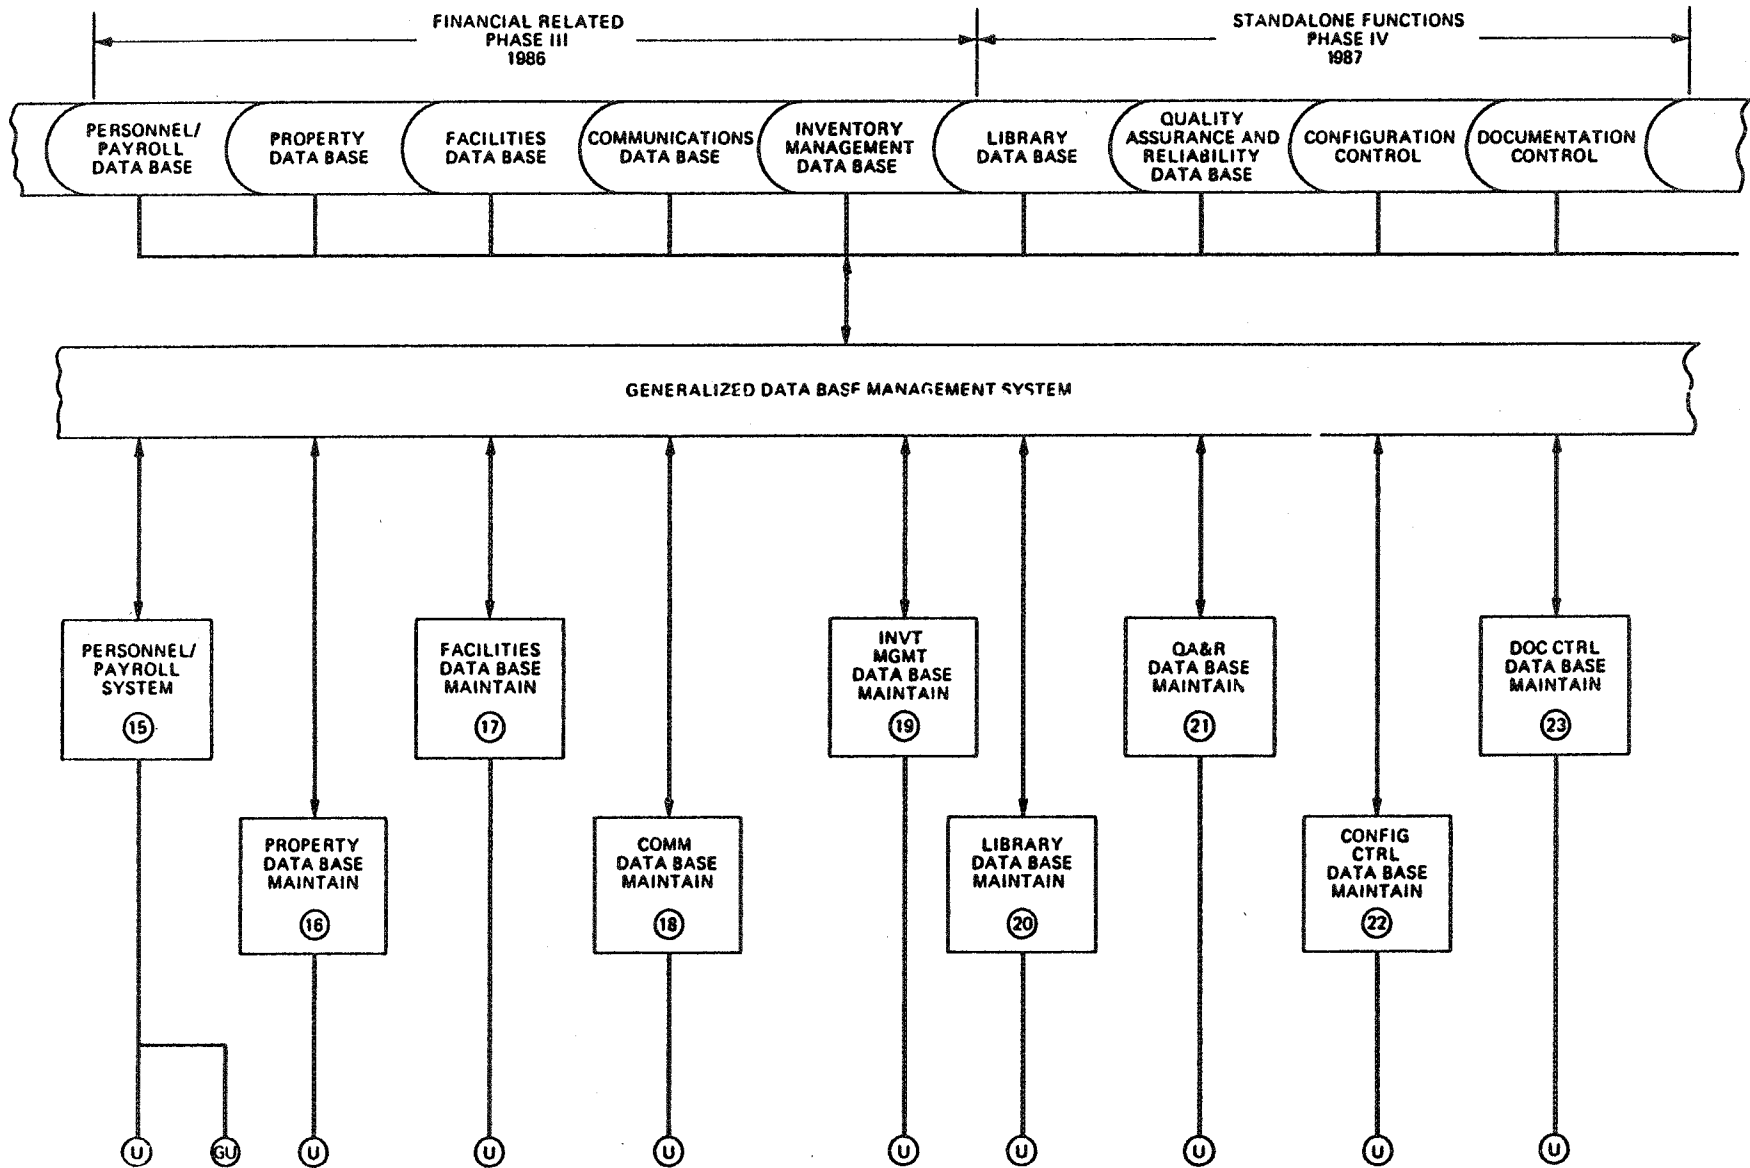 FINANCIAL RELATED
PHASE III
1986
STANDALONE FUNCTIONS
PHASE IV
1987
PERSONNEL/
PAYROLL
DATA BASE
PROPERTY
DATA BASE
FACILITIES
DATA BASE
COMMUNICATIONS
DATA BASE
INVENTORY
MANAGEMENT
DATA BASE
LIBRARY
DATA BASE
QUALITY
ASSURANCE AND
RELIABILITY
DATA BASE
CONFIGURATION
CONTROL
DOCUMENTATION
CONTROL
GENERALIZED DATA BASE MANAGEMENT SYSTEM
PERSONNEL/
PAYROLL
SYSTEM
15
FACILITIES
DATA BASE
MAINTAIN
17
INVT
MGMT
DATA BASE
MAINTAIN
19
QA&R
DATA BASE
MAINTAIN
21
DOC CTRL
DATA BASE
MAINTAIN
23
PROPERTY
DATA BASE
MAINTAIN
16
COMM
DATA BASE
MAINTAIN
18
LIBRARY
DATA BASE
MAINTAIN
20
CONFIG
CTRL
DATA BASE
MAINTAIN
22
U
GU
U
U
U
U
U
U
U
U